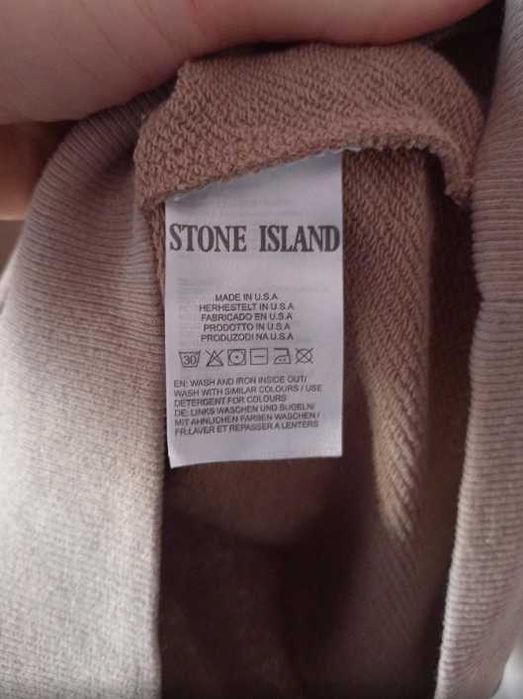 STONE ISLAND
MADE IN U.S.A
HERHESTELT IN U.S.A
FABRICADO EN U.S.A
PRODOTTO IN U.S.A
PRODUZODI NA U.S.A
30
EN: WASH AND IRON INSIDE OUT/
WASH WITH SIMILAR COLOURS / USE
DETERGENT FOR COLOURS
DE: LINKS WASCHEN UND BUGELN/
MIT AHNLICHEN FARBEN WASCHEN /
FR:LAVER ET REPASSER A LENTERS